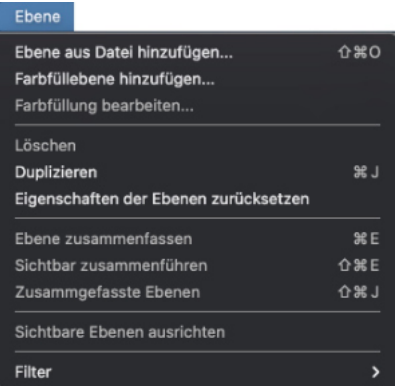 Ebene
Ebene aus Datei hinzufügen... ⇧⌘O
Farbfüllebene hinzufügen...
Farbfüllung bearbeiten...
Löschen
Duplizieren ⌘J
Eigenschaften der Ebenen zurücksetzen
Ebene zusammenfassen ⌘E
Sichtbar zusammenführen ⇧⌘E
Zusammgefasste Ebenen ⇧⌘J
Sichtbare Ebenen ausrichten
Filter >